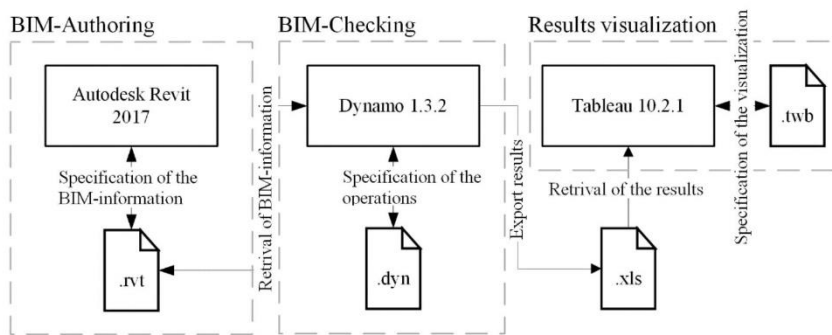 BIM-Authoring
BIM-Checking
Results visualization
Autodesk Revit
2017
Dynamo 1.3.2
Tableau 10.2.1
.twb
Specification of the
BIM-information
Retrival of BIM-information
Specification of the
operations
Export results
Retrival of the results
Specification of the visualization
.rvt
.dyn
.xls